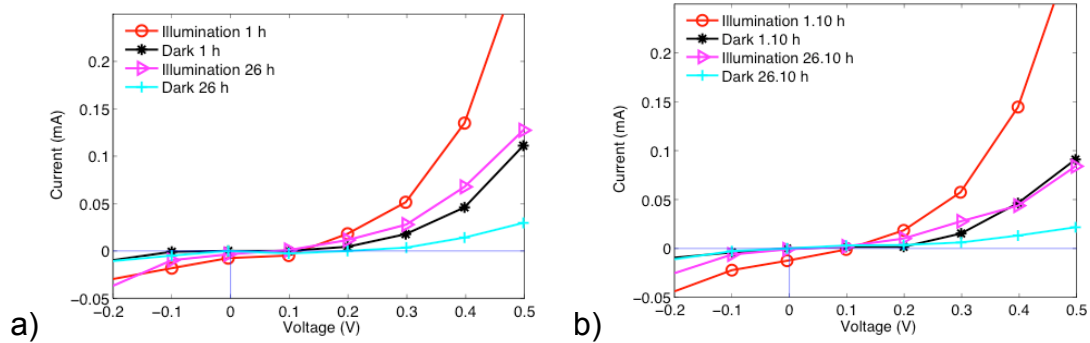 0.2
0.15
0.1
0.05
0
−0.05
Current (mA)
Illumination 1 h
Dark 1 h
Illumination 26 h
Dark 26 h
−0.2 −0.1 0 0.1 0.2 0.3 0.4 0.5
Voltage (V)
a)
0.2
0.15
0.1
0.05
0
−0.05
Current (mA)
Illumination 1.10 h
Dark 1.10 h
Illumination 26.10 h
Dark 26.10 h
−0.2 −0.1 0 0.1 0.2 0.3 0.4 0.5
Voltage (V)
b)